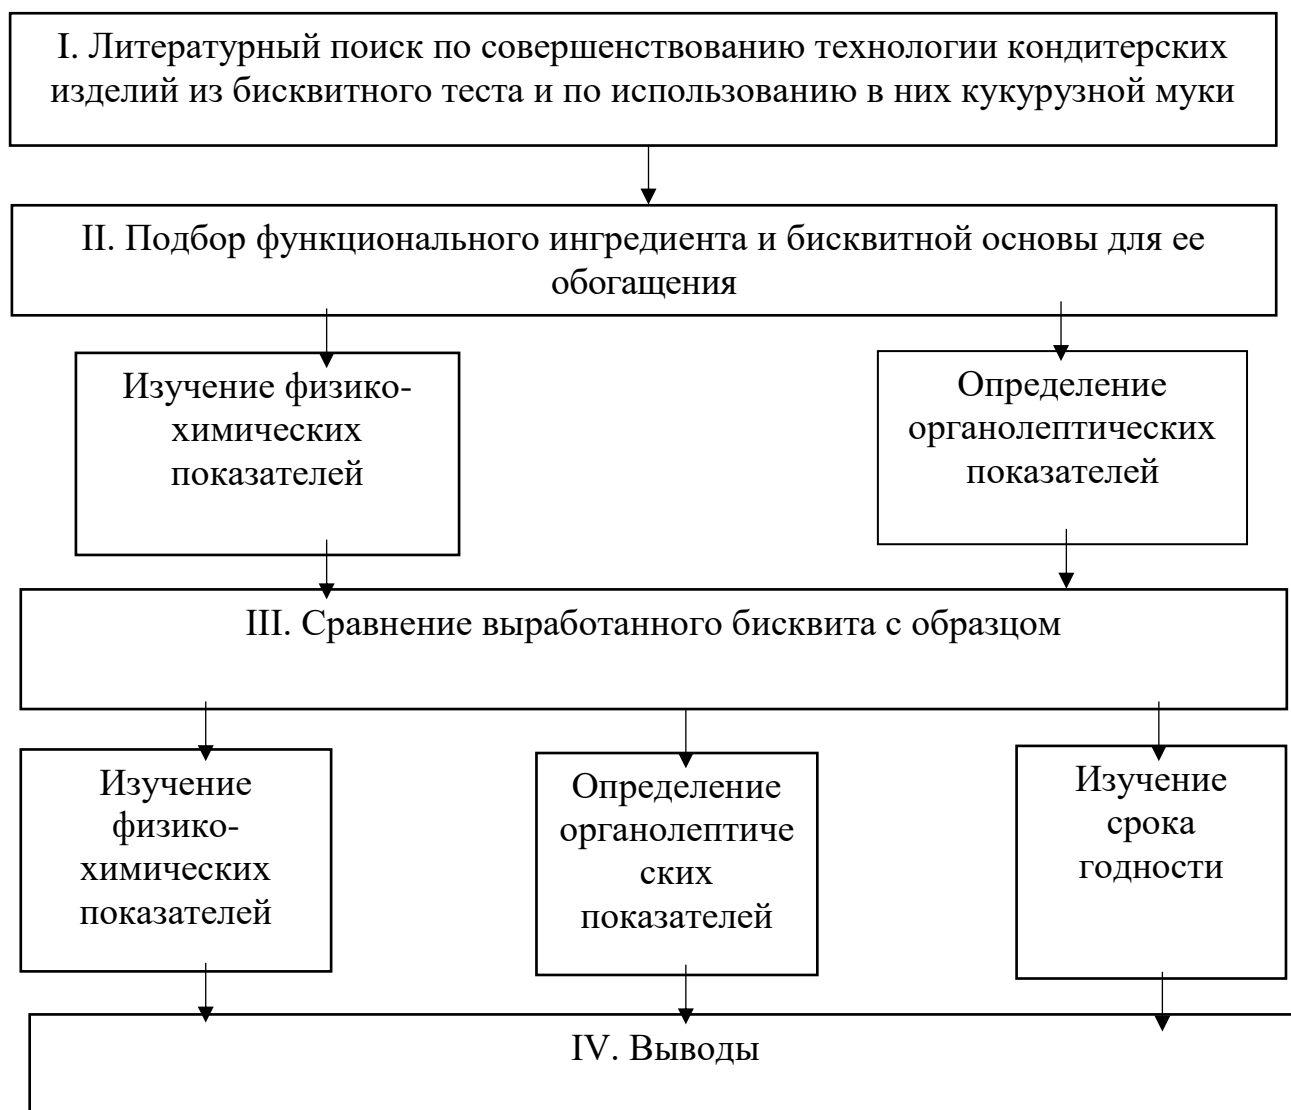 I. Литературный поиск по совершенствованию технологии кондитерских
изделий из бисквитного теста и по использованию в них кукурузной муки
II. Подбор функционального ингредиента и бисквитной основы для ее
обогащения
Изучение физико-
химических
показателей
Определение
органолептических
показателей
III. Сравнение выработанного бисквита с образцом
Изучение
физико-
химических
показателей
Определение
органолептиче
ских
показателей
Изучение
срока
годности
IV. Выводы